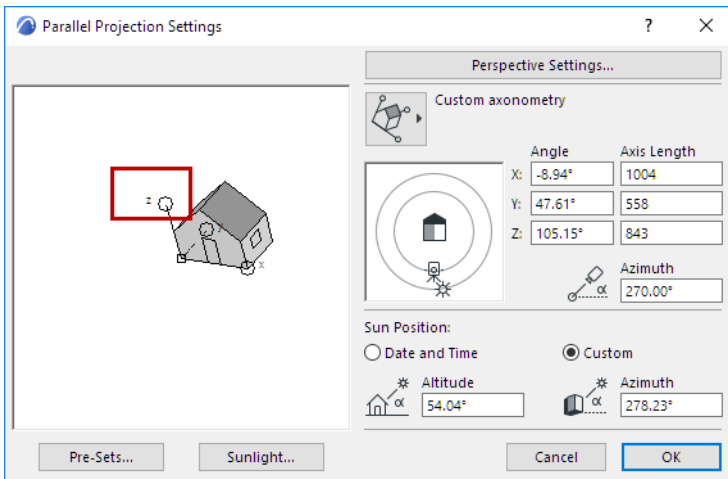 Parallel Projection Settings
?
Perspective Settings...
Custom axonometry
Angle Axis Length
X: -8.94° 1004
Y: 47.61° 558
Z: 105.15° 843
z
y
x
Azimuth
α 270.00°
Sun Position:
Date and Time Custom
Altitude Azimuth
α 54.04° α 278.23°
Pre-Sets... Sunlight... Cancel OK